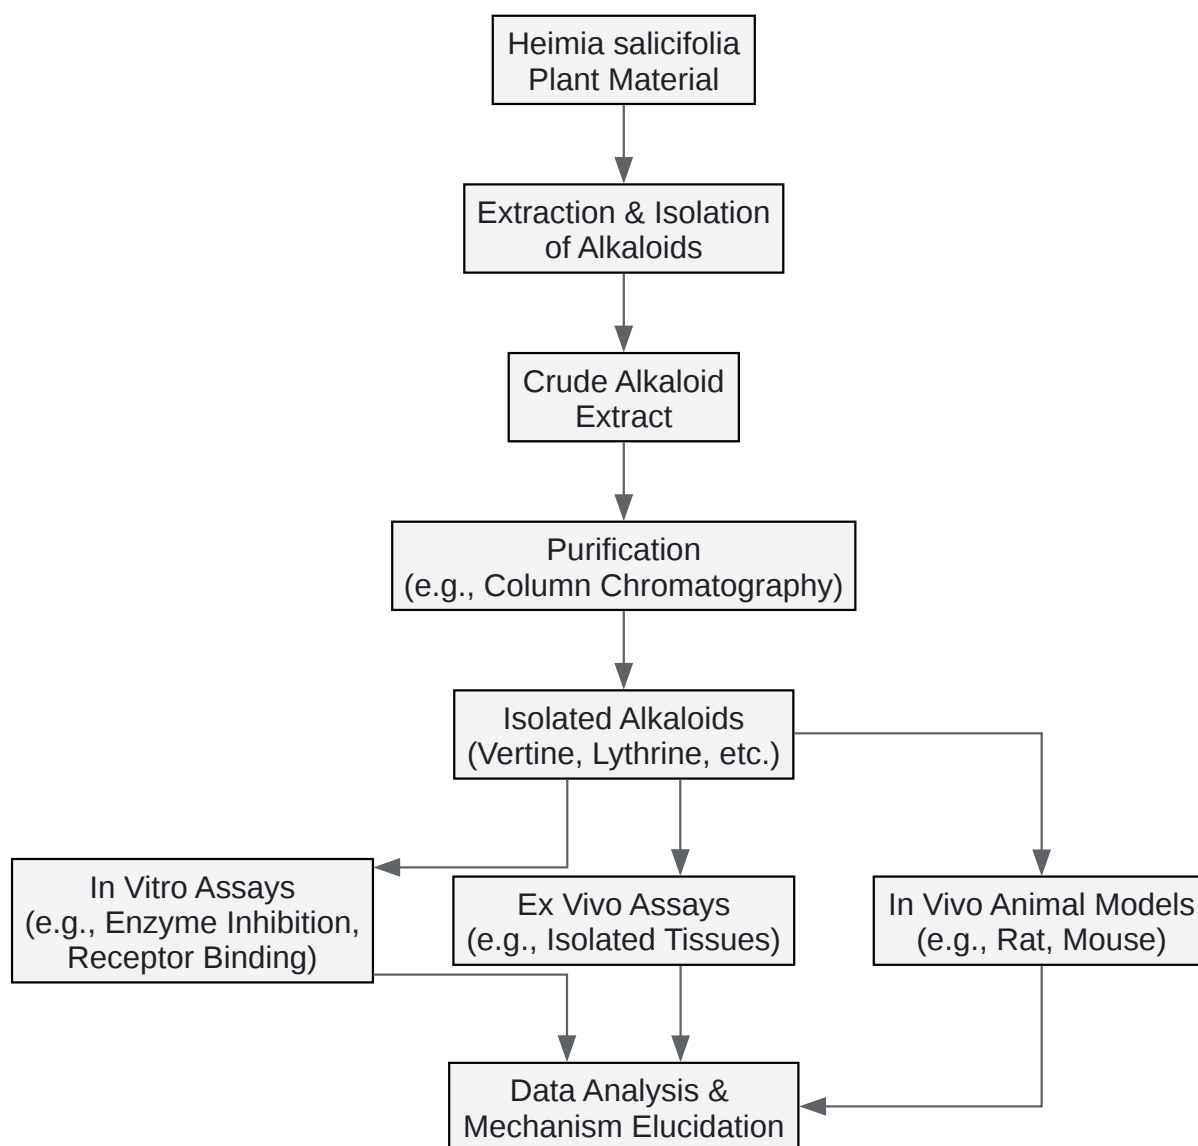 Heimia salicifolia
Plant Material
Extraction & Isolation
of Alkaloids
Crude Alkaloid
Extract
Purification
(e.g., Column Chromatography)
Isolated Alkaloids
(Vertine, Lythrine, etc.)
In Vitro Assays
(e.g., Enzyme Inhibition,
Receptor Binding)
Ex Vivo Assays
(e.g., Isolated Tissues)
In Vivo Animal Models
(e.g., Rat, Mouse)
Data Analysis &
Mechanism Elucidation